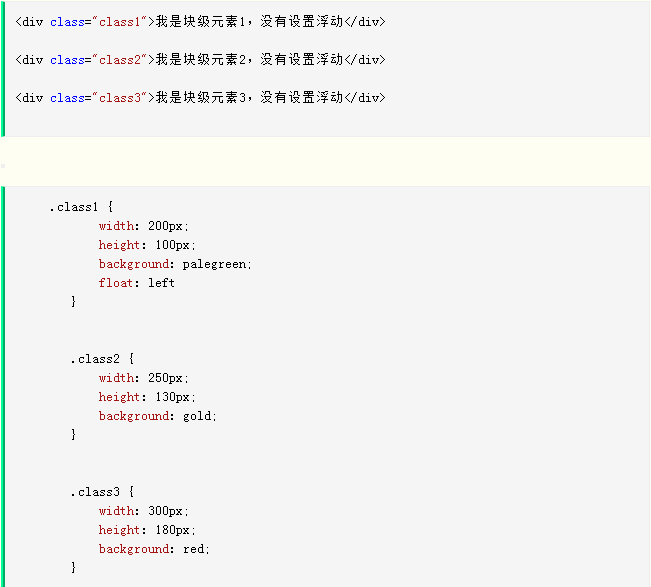 <div class="class1">我是块级元素1，没有设置浮动</div>
<div class="class2">我是块级元素2，没有设置浮动</div>
<div class="class3">我是块级元素3，没有设置浮动</div>
.class1 {
width: 200px;
height: 100px;
background: palegreen;
float: left
}
.class2 {
width: 250px;
height: 130px;
background: gold;
}
.class3 {
width: 300px;
height: 180px;
background: red;
}